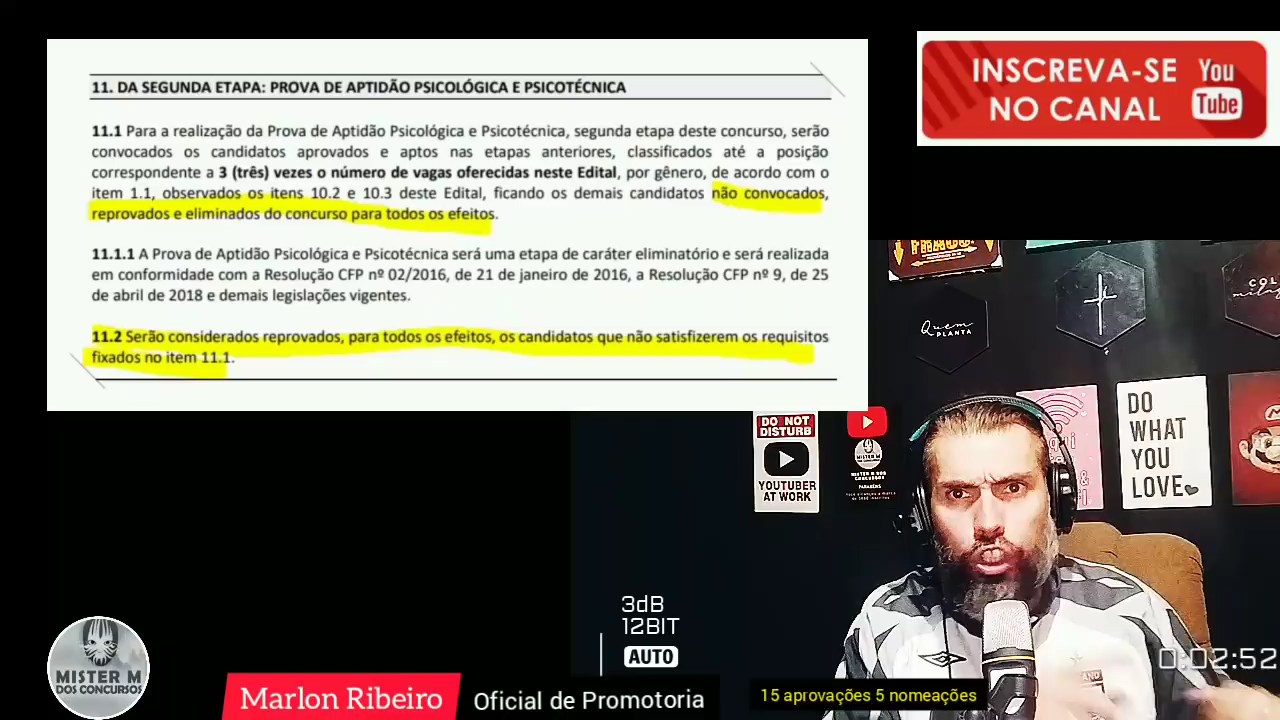 11. DA SEGUNDA ETAPA: PROVA DE APTIDÃO PSICOLÓGICA E PSICOTÉCNICA
11.1 Para a realização da Prova de Aptidão Psicológica e Psicotécnica, segunda etapa deste concurso, serão
convocados os candidatos aprovados e aptos nas etapas anteriores, classificados até a posição
correspondente a 3 (três) vezes o número de vagas oferecidas neste Edital, por gênero, de acordo com o
item 1.1, observados os itens 10.2 e 10.3 deste Edital, ficando os demais candidatos não convocados,
reprovados e eliminados do concurso para todos os efeitos.
11.1.1 A Prova de Aptidão Psicológica e Psicotécnica será uma etapa de caráter eliminatório e será realizada
em conformidade com a Resolução CFP nº 02/2016, de 21 de janeiro de 2016, a Resolução CFP nº 9, de 25
de abril de 2018 e demais legislações vigentes.
11.2 Serão considerados reprovados, para todos os efeitos, os candidatos que não satisfizerem os requisitos
fixados no item 11.1.
INSCREVA-SE
NO CANAL
You
Tube
Quem
PLANTA
COL
DO NOT
DISTURB
YOUTUBER
AT WORK
MISTER M
DOS CONCURSOS
PARABÉNS
DO
WHAT
YOU
LOVE
3dB
12BIT
AUTO
0:02:52
MISTER M
DOS CONCURSOS
Marlon Ribeiro
Oficial de Promotoria
15 aprovações 5 nomeações